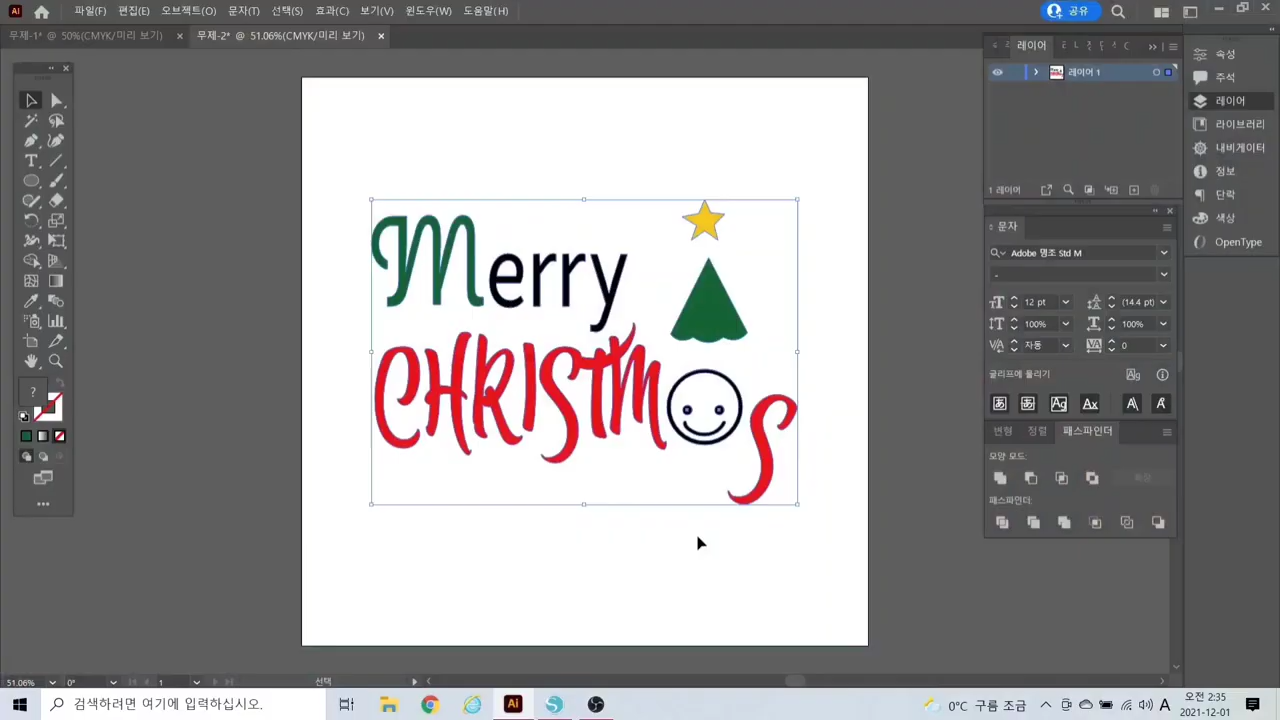 Ai 파일(F) 편집(E) 오브젝트(O) 문자(T) 선택(S) 효과(C) 보기(V) 윈도우(W) 도움말(H) 공유
무제-1* @ 50%(CMYK/미리 보기) × 무제-2* @ 51.06%(CMYK/미리 보기) ×
레이어
레이어 1
1 레이어
속성
주석
레이어
라이브러리
내비게이터
정보
단락
색상
OpenType
문자
Adobe 명조 Std M
-
12 pt (14.4 pt)
100% 100%
자동 0
글리프에 물리기
변형 정렬 패스파인더
모양 모드:
확장
패스파인더:
Merry
CHRISTM S
?
51.06% 0° 1 선택
검색하려면 여기에 입력하십시오.
Ai
0°C 구름 조금
A
오전 2:35
2021-12-01